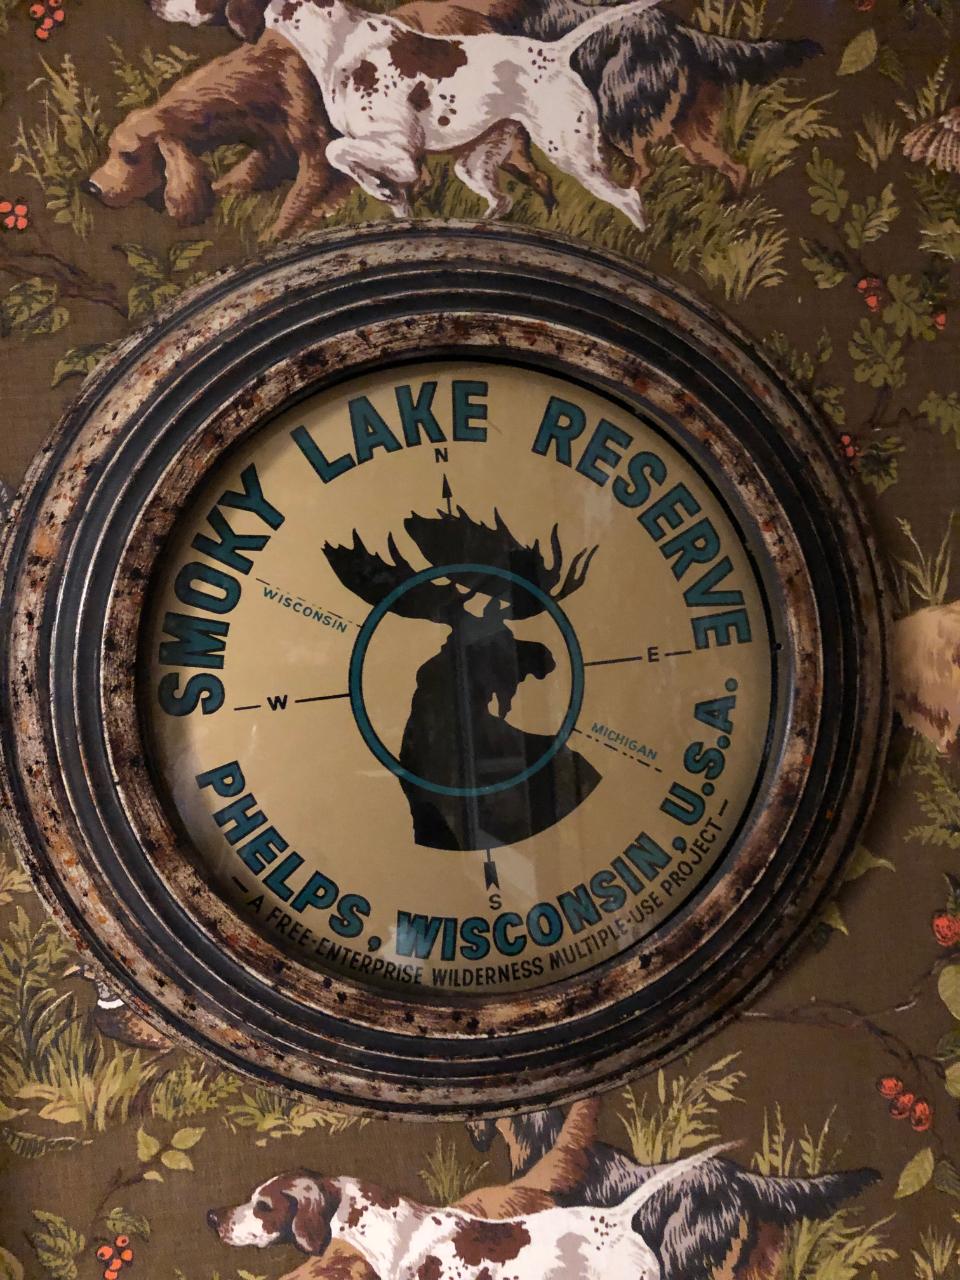 SMOKY LAKE RESERVE
N
WISCONSIN
E
W
MICHIGAN
S
PHELPS, WISCONSIN, U.S.A.
— A FREE-ENTERPRISE WILDERNESS MULTIPLE-USE PROJECT —